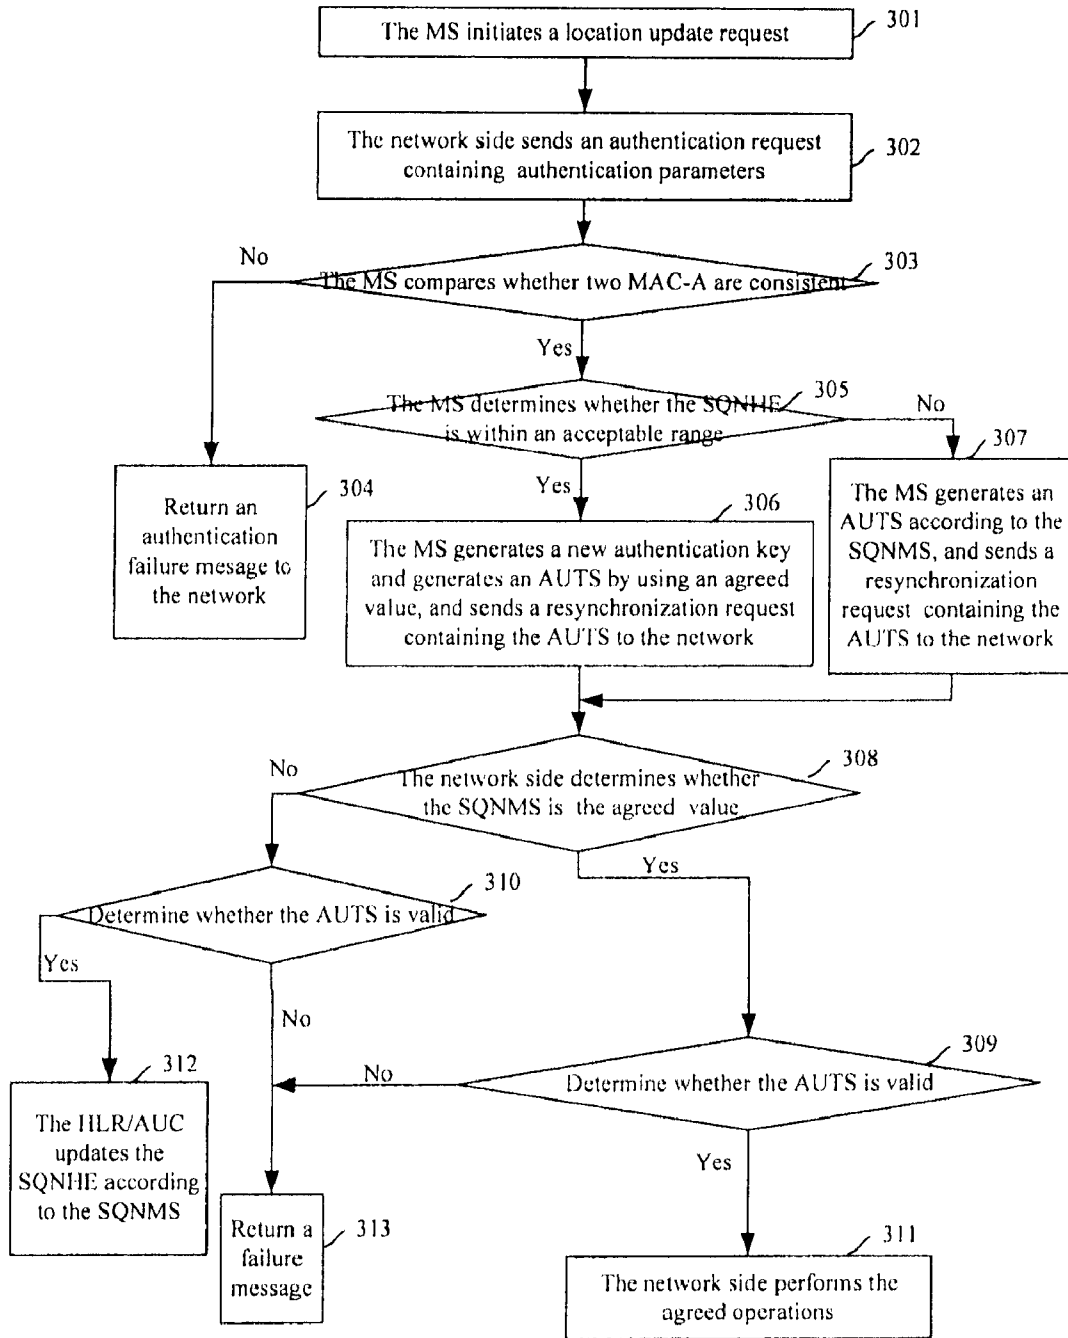 The MS initiates a location update request
301
The network side sends an authentication request
containing authentication parameters
302
No
303
The MS compares whether two MAC-A are consistent
Yes
305
The MS determines whether the SQNHE
is within an acceptable range
No
307
304
Return an
authentication
failure mesage to
the network
Yes
306
The MS generates a new authentication key
and generates an AUTS by using an agreed
value, and sends a resynchronization request
containing the AUTS to the network
The MS generates an
AUTS according to the
SQNMS, and sends a
resynchronization
request containing the
AUTS to the network
No
308
The network side determines whether
the SQNMS is the agreed value
Yes
310
Determine whether the AUTS is valid
Yes
No
309
No
Determine whether the AUTS is valid
312
The HLR/AUC
updates the
SQNHE according
to the SQNMS
Yes
313
Return a
failure
message
311
The network side performs the
agreed operations